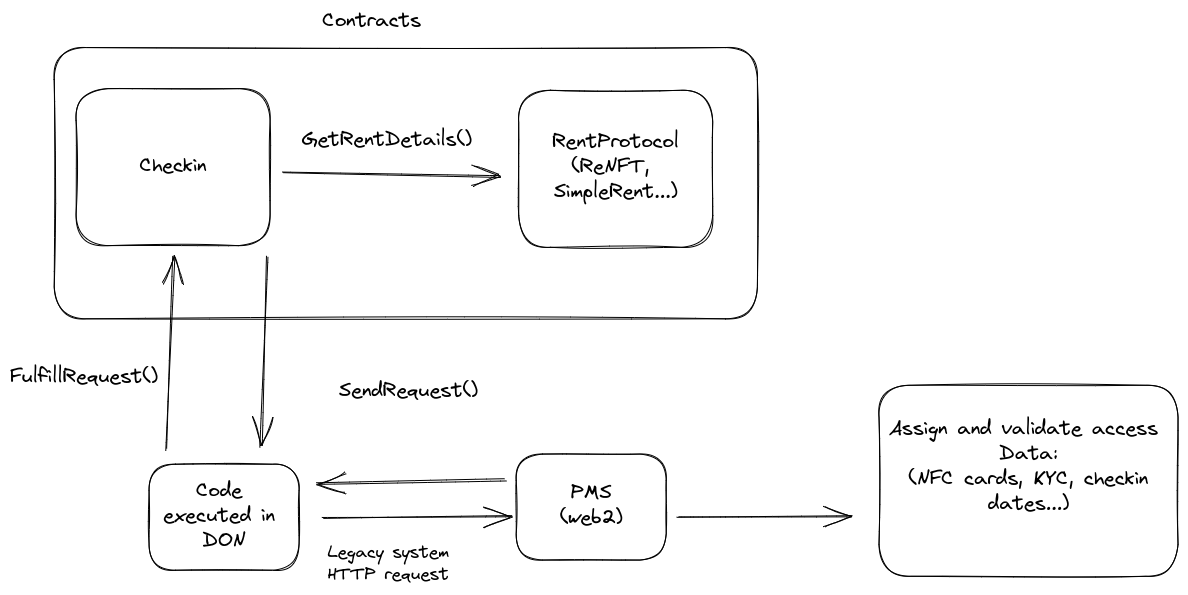 Contracts
Checkin
GetRentDetails()
RentProtocol
(ReNFT,
SimpleRent...)
FulfillRequest()
SendRequest()
Code
executed in
DON
Legacy system
HTTP request
PMS
(web2)
Assign and validate access
Data:
(NFC cards, KYC, checkin
dates...)